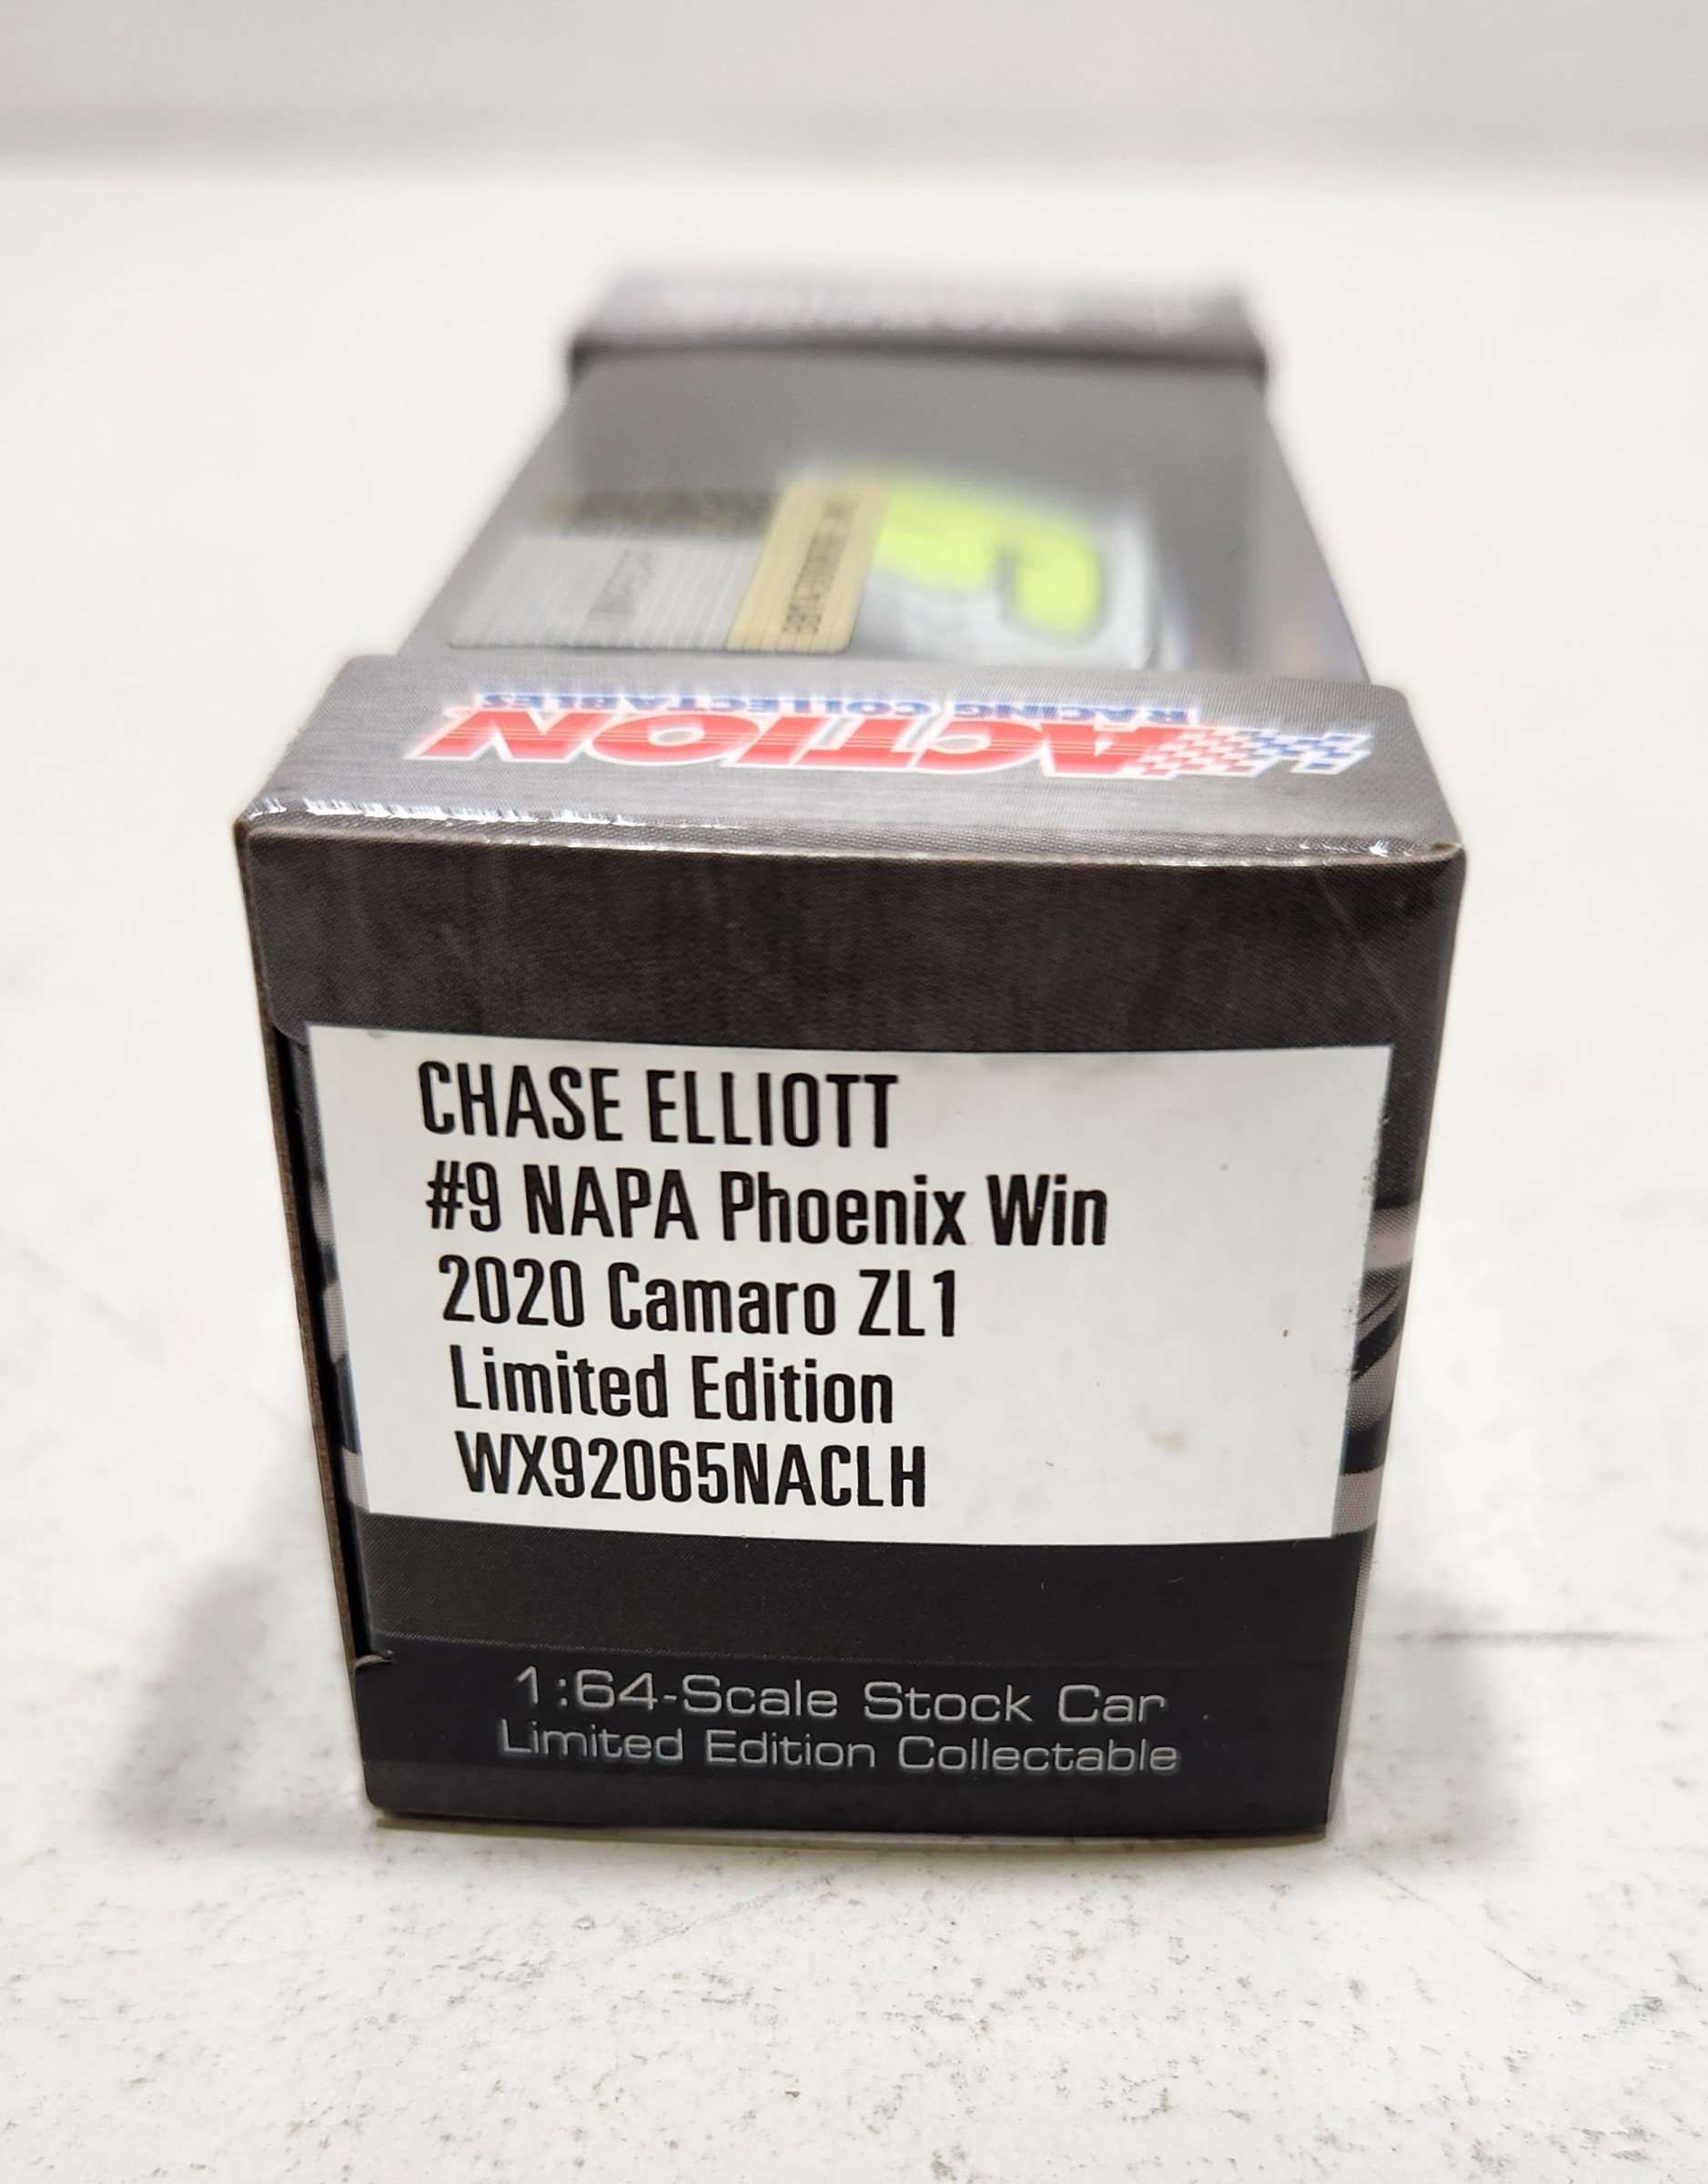 ACTION
RACING COLLECTABLES
CHASE ELLIOTT
#9 NAPA Phoenix Win
2020 Camaro ZL1
Limited Edition
WX92065NACLH
1:64-Scale Stock Car
Limited Edition Collectable